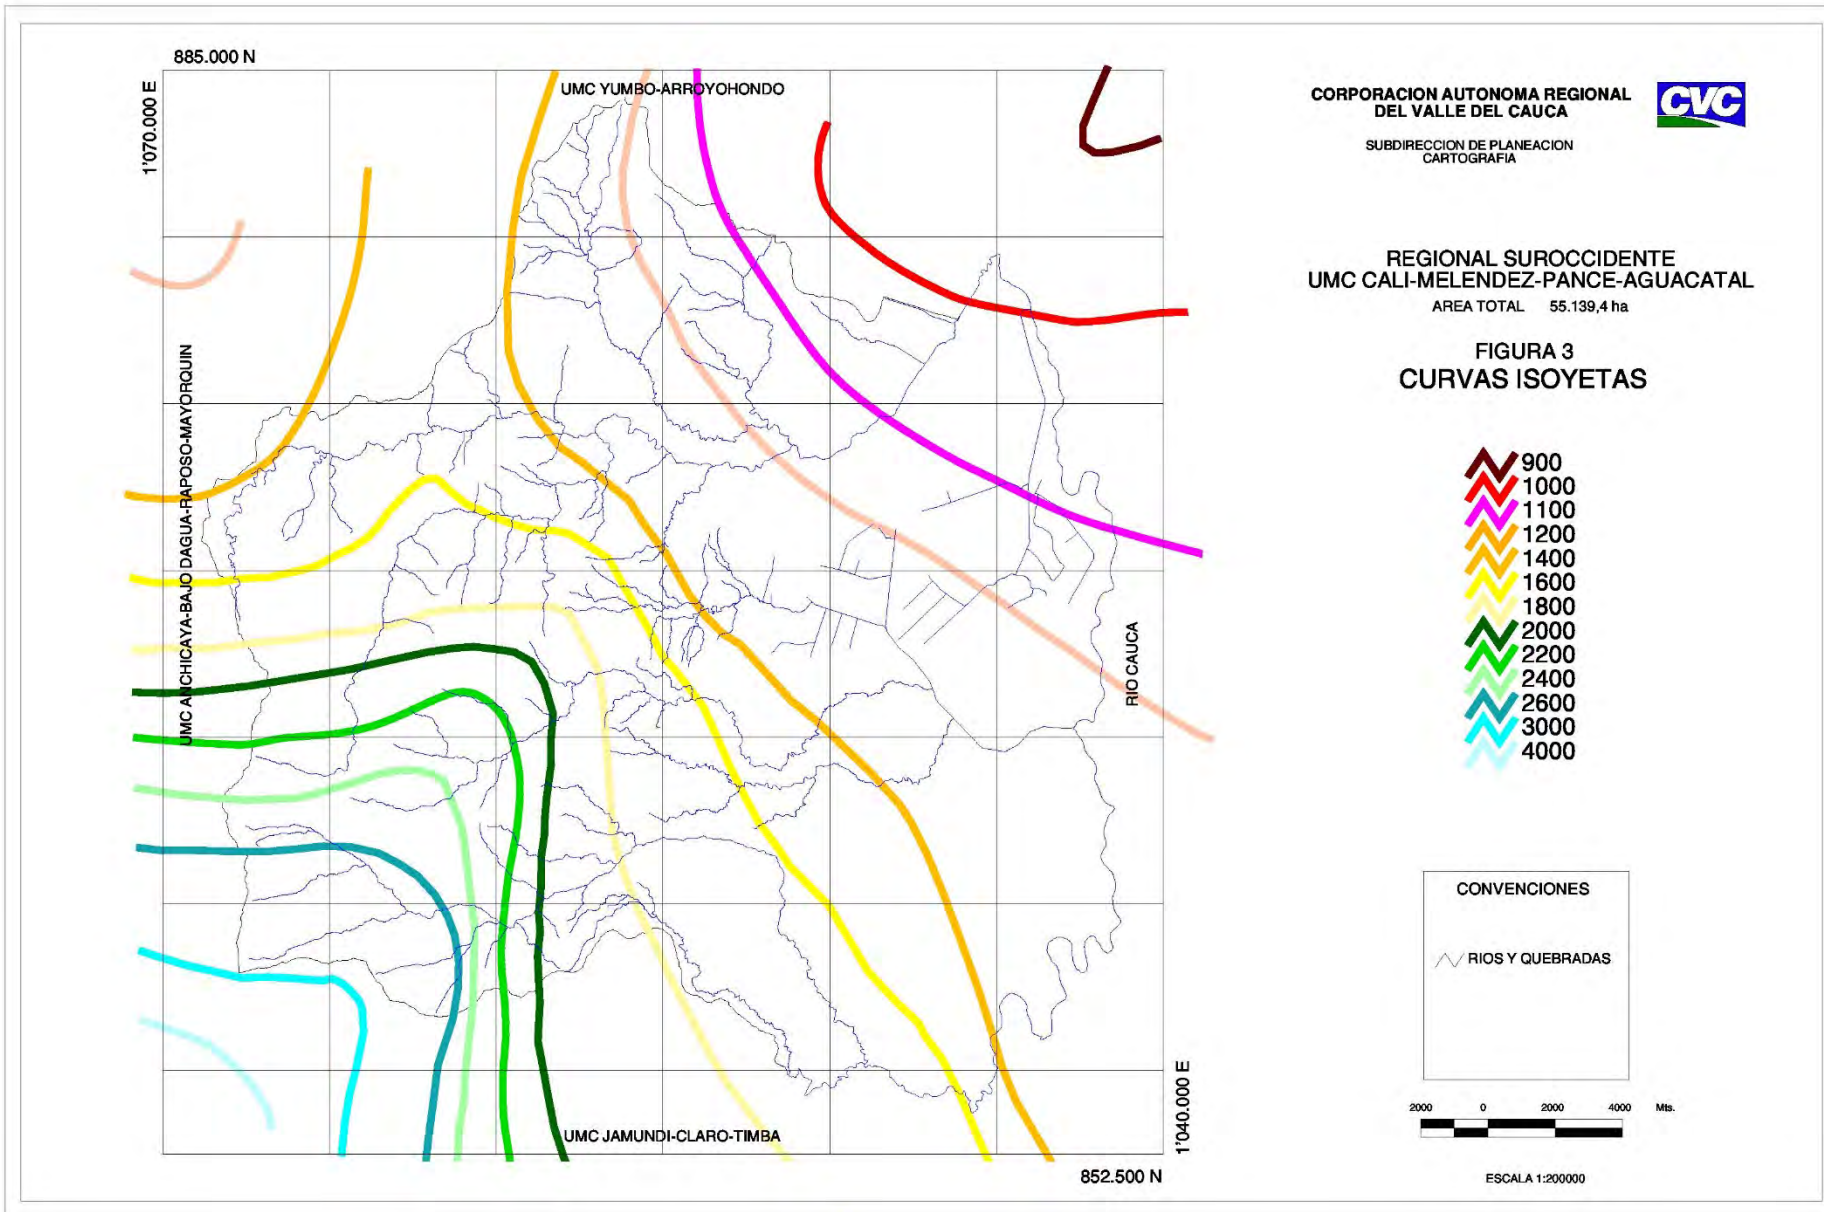 885.000 N
1'070.000 E
UMC YUMBO-ARROYOHONDO
UMC ANCHICAYA-BAJO DAGUA-RAPOSO-MAYORQUIN
RIO CAUCA
UMC JAMUNDI-CLARO-TIMBA
1'040.000 E
852.500 N
CORPORACION AUTONOMA REGIONAL
DEL VALLE DEL CAUCA
CVC
SUBDIRECCION DE PLANEACION
CARTOGRAFIA
REGIONAL SUROCCIDENTE
UMC CALI-MELENDEZ-PANCE-AGUACATAL
AREA TOTAL 55.139,4 ha
FIGURA 3
CURVAS ISOYETAS
900
1000
1100
1200
1400
1600
1800
2000
2200
2400
2600
3000
4000
CONVENCIONES
RIOS Y QUEBRADAS
2000 0 2000 4000 Mts.
ESCALA 1:200000